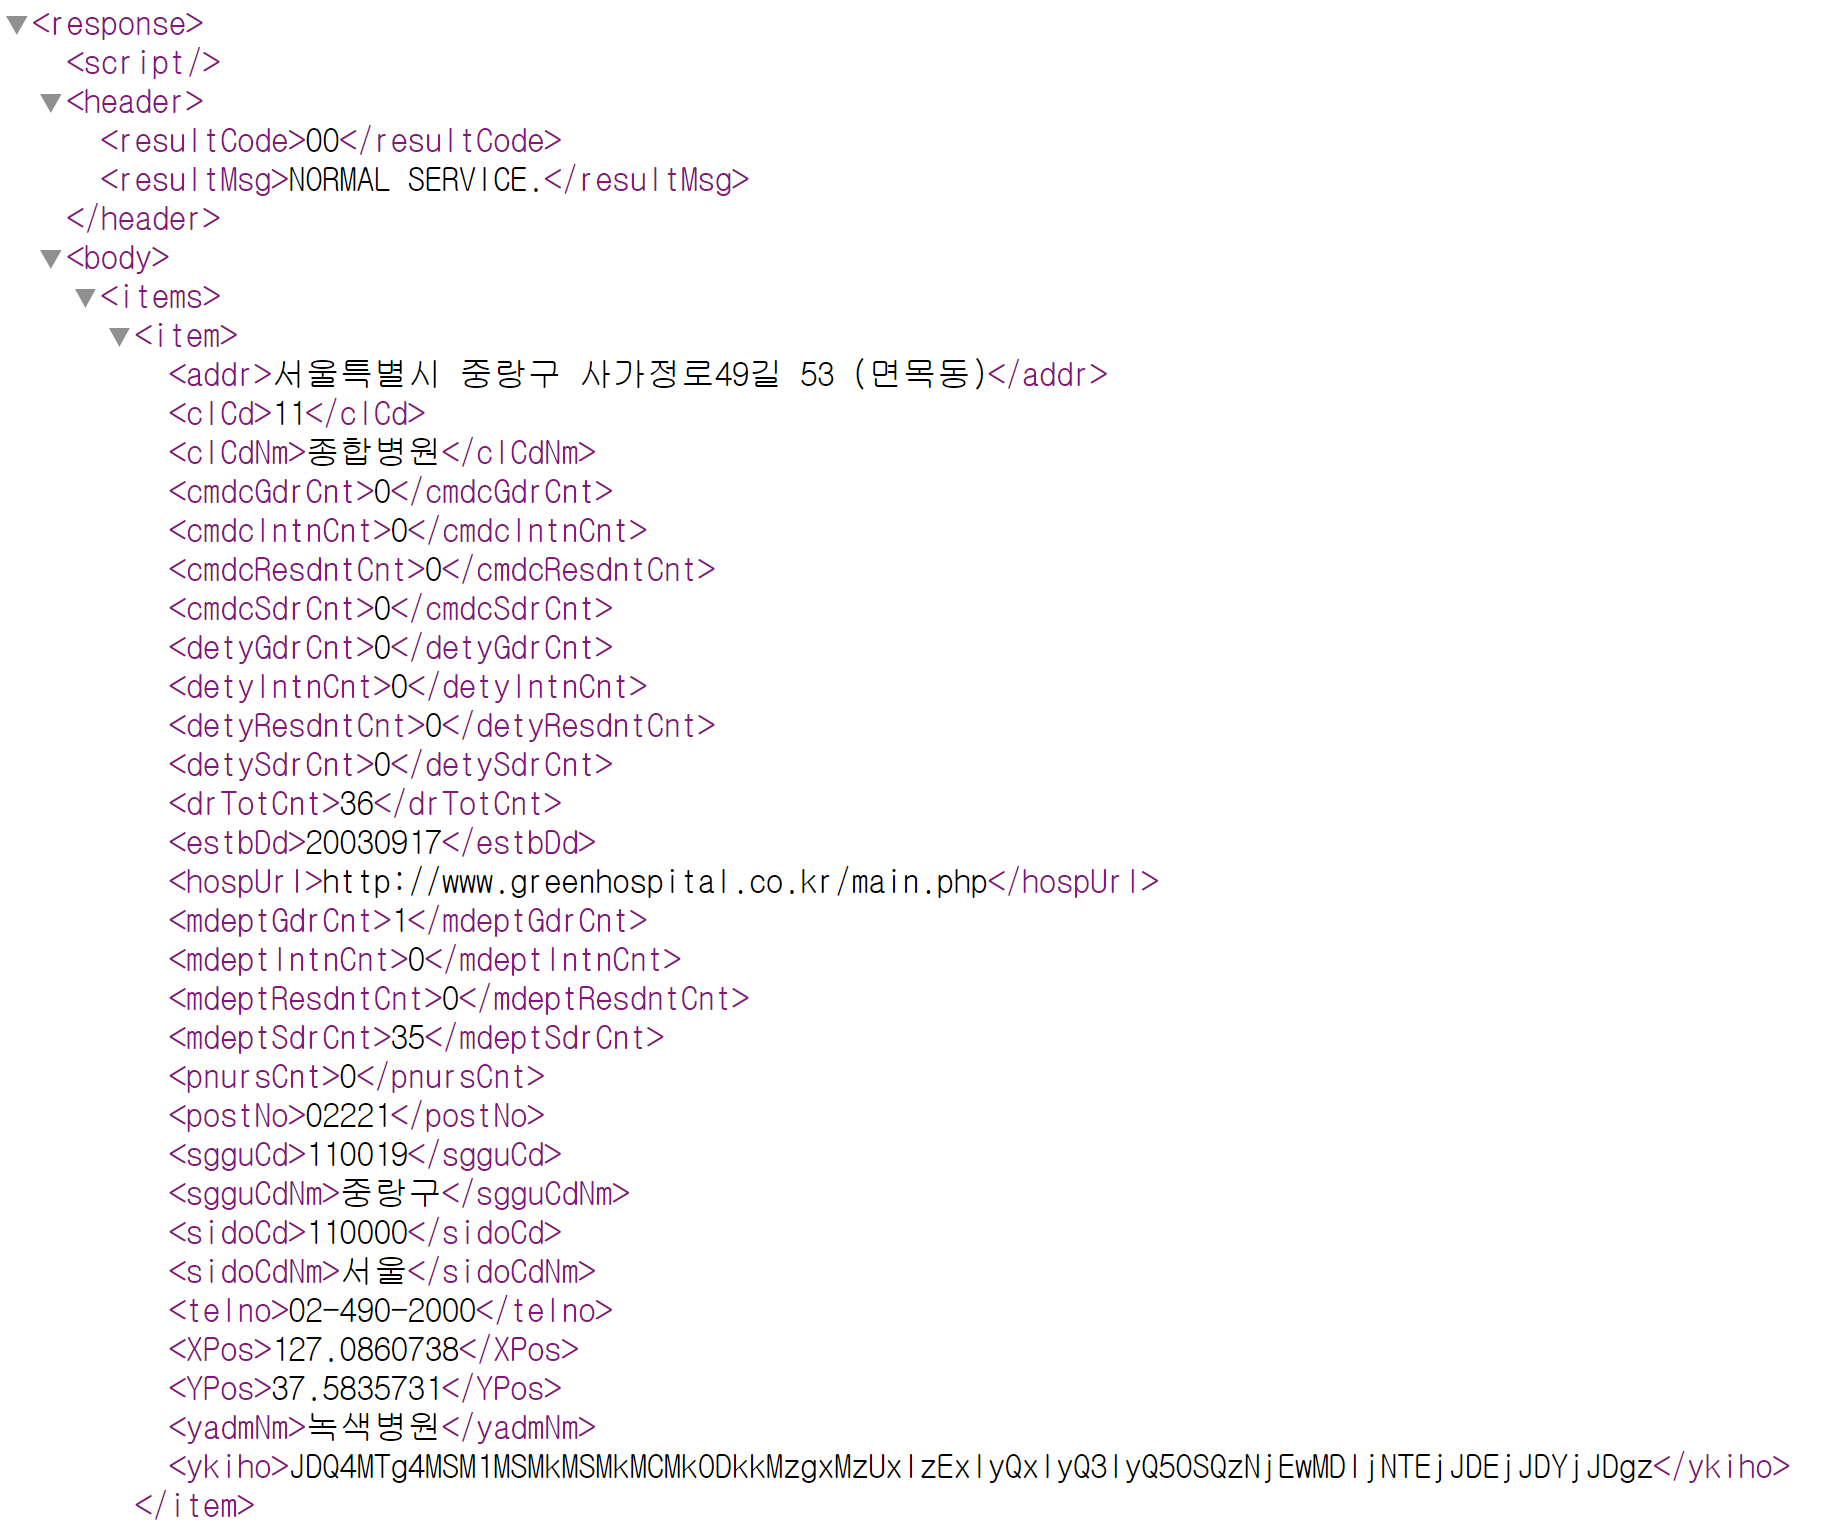 <response>
<script/>
<header>
<resultCode>00</resultCode>
<resultMsg>NORMAL SERVICE.</resultMsg>
</header>
<body>
<items>
<item>
<addr>서울특별시 중랑구 사가정로49길 53 (면목동)</addr>
<clCd>11</clCd>
<clCdNm>종합병원</clCdNm>
<cmdcGdrCnt>0</cmdcGdrCnt>
<cmdcIntnCnt>0</cmdcIntnCnt>
<cmdcResdntCnt>0</cmdcResdntCnt>
<cmdcSdrCnt>0</cmdcSdrCnt>
<detyGdrCnt>0</detyGdrCnt>
<detyIntnCnt>0</detyIntnCnt>
<detyResdntCnt>0</detyResdntCnt>
<detySdrCnt>0</detySdrCnt>
<drTotCnt>36</drTotCnt>
<estbDd>20030917</estbDd>
<hospUrl>http://www.greenhospital.co.kr/main.php</hospUrl>
<mdeptGdrCnt>1</mdeptGdrCnt>
<mdeptIntnCnt>0</mdeptIntnCnt>
<mdeptResdntCnt>0</mdeptResdntCnt>
<mdeptSdrCnt>35</mdeptSdrCnt>
<pnursCnt>0</pnursCnt>
<postNo>02221</postNo>
<sgguCd>110019</sgguCd>
<sgguCdNm>중랑구</sgguCdNm>
<sidoCd>110000</sidoCd>
<sidoCdNm>서울</sidoCdNm>
<telno>02-490-2000</telno>
<XPos>127.0860738</XPos>
<YPos>37.5835731</YPos>
<yadmNm>녹색병원</yadmNm>
<ykiho>JDQ4MTg4MSM1MSMkMSMkMCMkODkkMzgxMzUxIzExIyQxIyQ3IyQ5OSQzNjEwMDIjNTEjJDEjJDYjJDgz</ykiho>
</item>